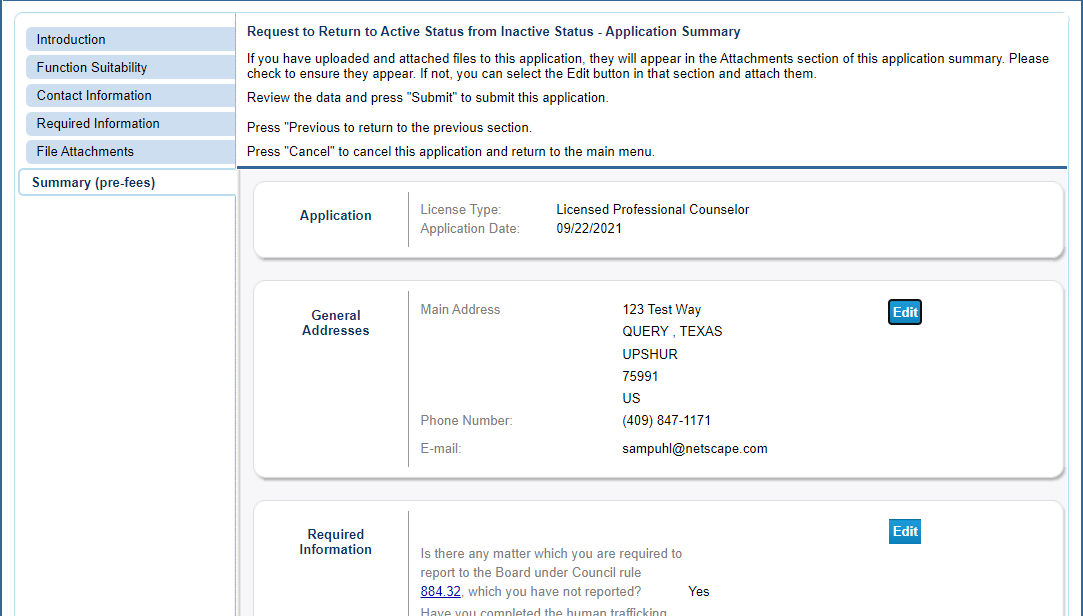 Introduction
Function Suitability
Contact Information
Required Information
File Attachments
Summary (pre-fees)
Request to Return to Active Status from Inactive Status - Application Summary
If you have uploaded and attached files to this application, they will appear in the Attachments section of this application summary. Please
check to ensure they appear. If not, you can select the Edit button in that section and attach them.
Review the data and press "Submit" to submit this application.
Press "Previous to return to the previous section.
Press "Cancel" to cancel this application and return to the main menu.
Application
License Type: Licensed Professional Counselor
Application Date: 09/22/2021
General
Addresses
Main Address 123 Test Way
QUERY , TEXAS
UPSHUR
75991
US
Phone Number: (409) 847-1171
E-mail: sampuhl@netscape.com
Edit
Required
Information
Edit
Is there any matter which you are required to
report to the Board under Council rule
884.32, which you have not reported? Yes
Have you completed the human trafficking